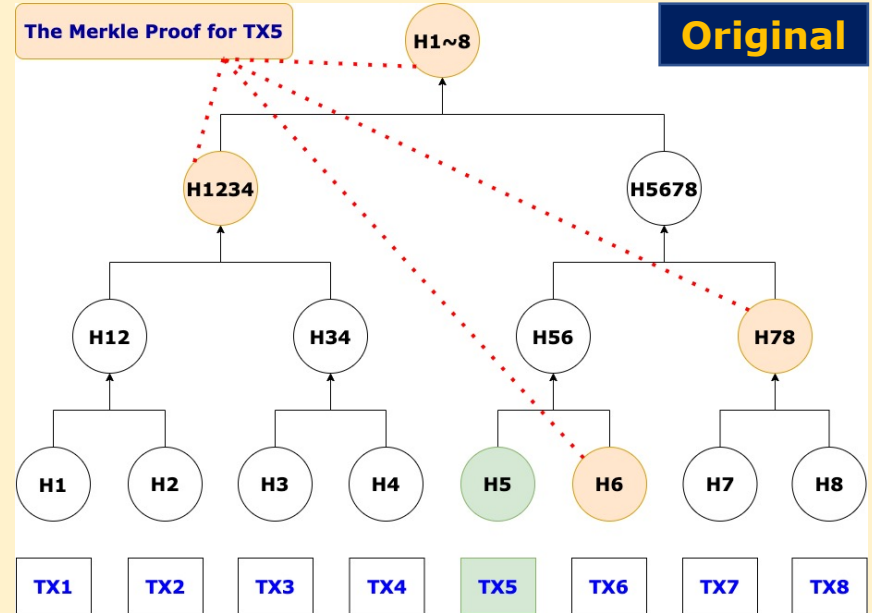 The Merkle Proof for TX5
H1~8
Original
H1234
H5678
H12
H34
H56
H78
H1
H2
H3
H4
H5
H6
H7
H8
TX1
TX2
TX3
TX4
TX5
TX6
TX7
TX8